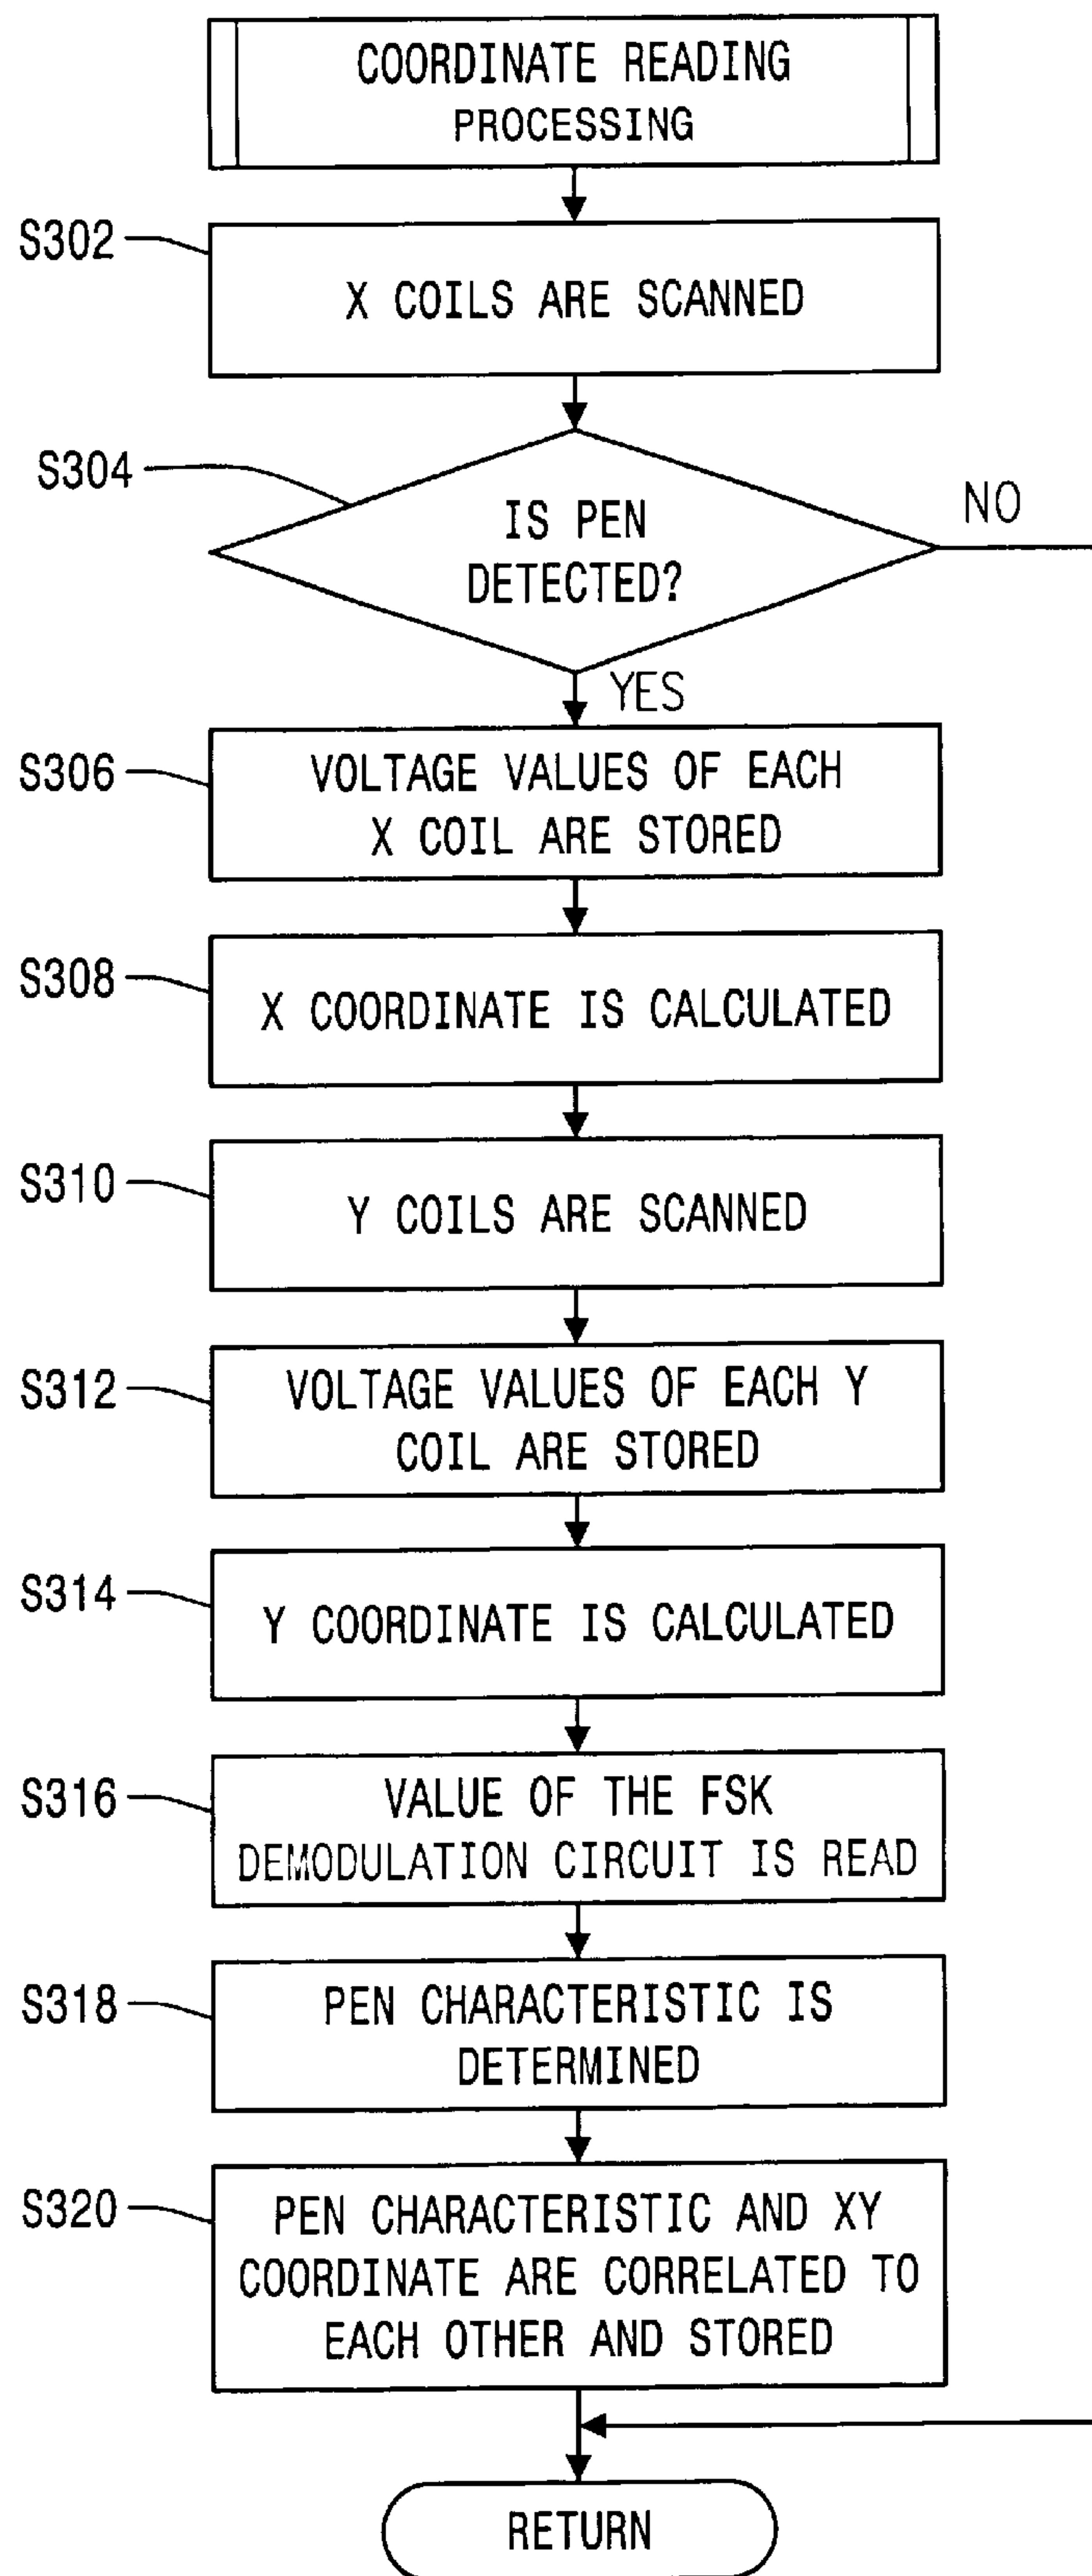 COORDINATE READING
PROCESSING
S302
X COILS ARE SCANNED
S304
IS PEN
DETECTED?
NO
YES
S306
VOLTAGE VALUES OF EACH
X COIL ARE STORED
S308
X COORDINATE IS CALCULATED
S310
Y COILS ARE SCANNED
S312
VOLTAGE VALUES OF EACH Y
COIL ARE STORED
S314
Y COORDINATE IS CALCULATED
S316
VALUE OF THE FSK
DEMODULATION CIRCUIT IS READ
S318
PEN CHARACTERISTIC IS
DETERMINED
S320
PEN CHARACTERISTIC AND XY
COORDINATE ARE CORRELATED TO
EACH OTHER AND STORED
RETURN